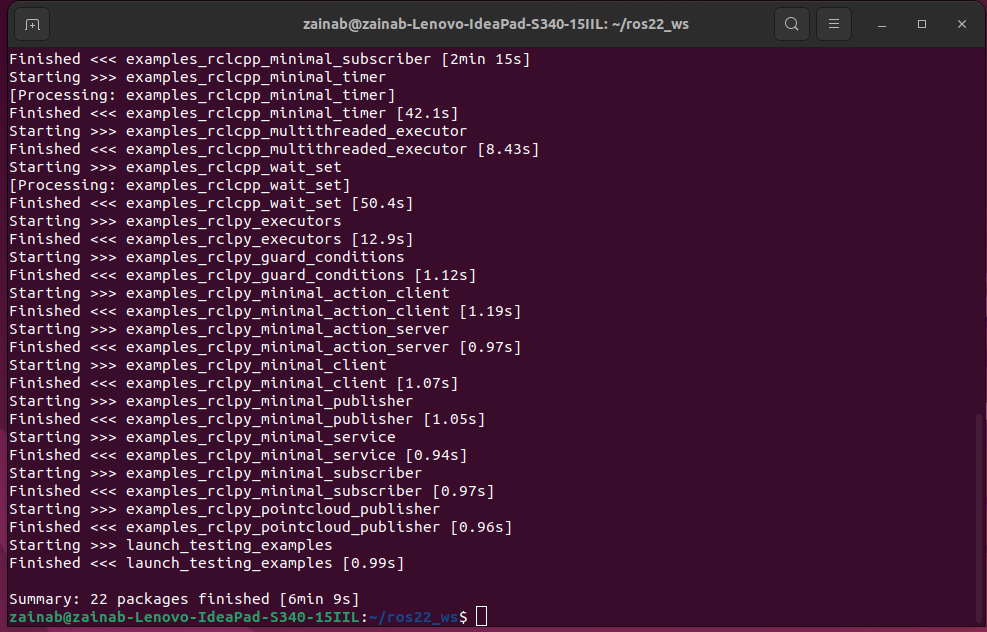 zainab@zainab-Lenovo-IdeaPad-S340-15IIL: ~/ros22_ws
Finished <<< examples_rclcpp_minimal_subscriber [2min 15s]
Starting >>> examples_rclcpp_minimal_timer
[Processing: examples_rclcpp_minimal_timer]
Finished <<< examples_rclcpp_minimal_timer [42.1s]
Starting >>> examples_rclcpp_multithreaded_executor
Finished <<< examples_rclcpp_multithreaded_executor [8.43s]
Starting >>> examples_rclcpp_wait_set
[Processing: examples_rclcpp_wait_set]
Finished <<< examples_rclcpp_wait_set [50.4s]
Starting >>> examples_rclpy_executors
Finished <<< examples_rclpy_executors [12.9s]
Starting >>> examples_rclpy_guard_conditions
Finished <<< examples_rclpy_guard_conditions [1.12s]
Starting >>> examples_rclpy_minimal_action_client
Finished <<< examples_rclpy_minimal_action_client [1.19s]
Starting >>> examples_rclpy_minimal_action_server
Finished <<< examples_rclpy_minimal_action_server [0.97s]
Starting >>> examples_rclpy_minimal_client
Finished <<< examples_rclpy_minimal_client [1.07s]
Starting >>> examples_rclpy_minimal_publisher
Finished <<< examples_rclpy_minimal_publisher [1.05s]
Starting >>> examples_rclpy_minimal_service
Finished <<< examples_rclpy_minimal_service [0.94s]
Starting >>> examples_rclpy_minimal_subscriber
Finished <<< examples_rclpy_minimal_subscriber [0.97s]
Starting >>> examples_rclpy_pointcloud_publisher
Finished <<< examples_rclpy_pointcloud_publisher [0.96s]
Starting >>> launch_testing_examples
Finished <<< launch_testing_examples [0.99s]
Summary: 22 packages finished [6min 9s]
zainab@zainab-Lenovo-IdeaPad-S340-15IIL:~/ros22_ws$